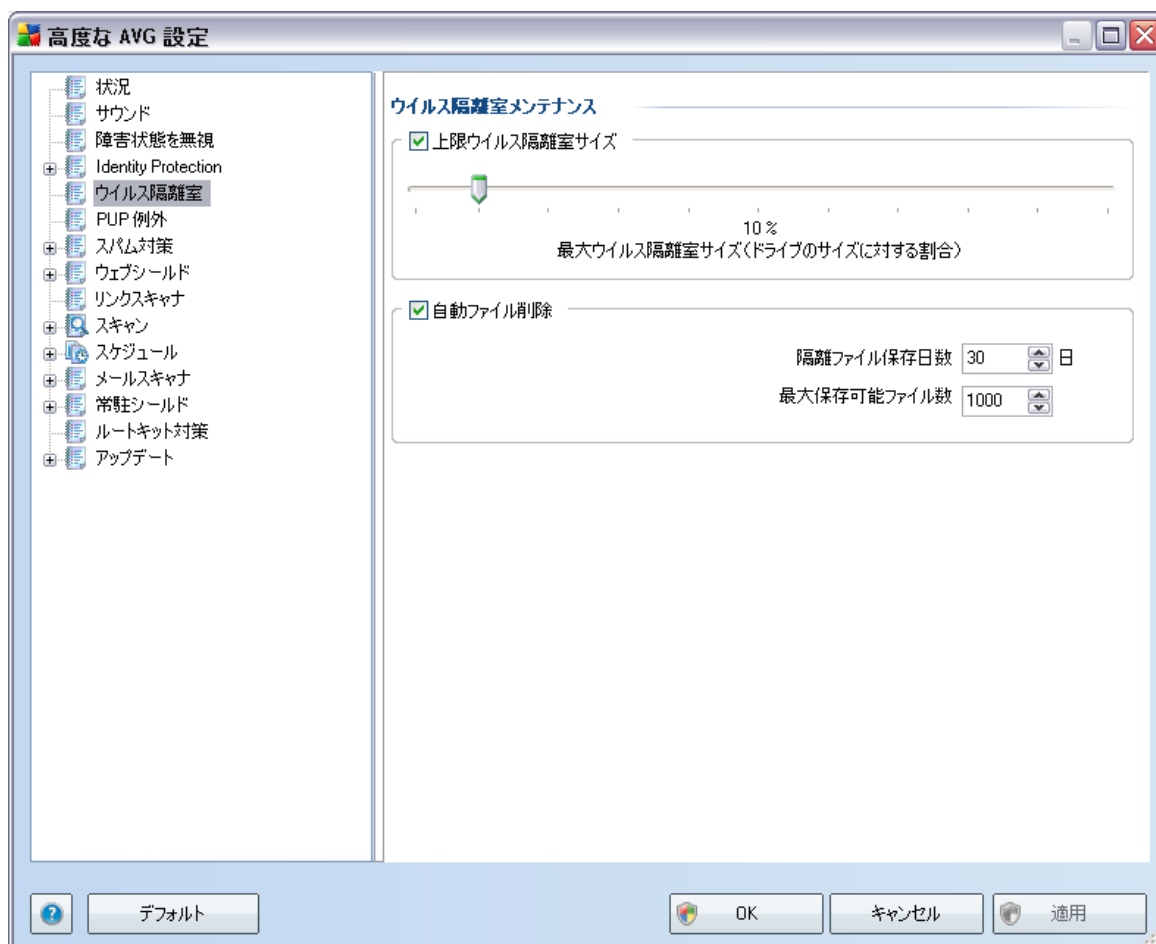 高度な AVG 設定
状況
サウンド
障害状態を無視
Identity Protection
ウイルス隔離室
PUP 例外
スパム対策
ウェブシールド
リンクスキャナ
スキャン
スケジュール
メールスキャナ
常駐シールド
ルートキット対策
アップデート
ウイルス隔離室メンテナンス
上限ウイルス隔離室サイズ
10 %
最大ウイルス隔離室サイズ(ドライブのサイズに対する割合)
自動ファイル削除
隔離ファイル保存日数 30 日
最大保存可能ファイル数 1000
? デフォルト OK キャンセル 適用